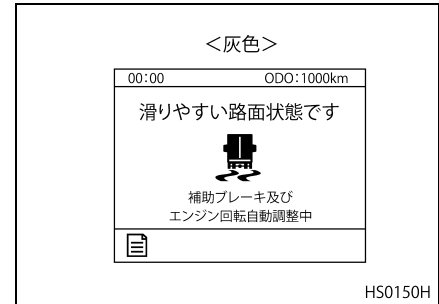 <灰色>
00:00 ODO:1000km
滑りやすい路面状態です
補助ブレーキ及び
エンジン回転自動調整中
HS0150H